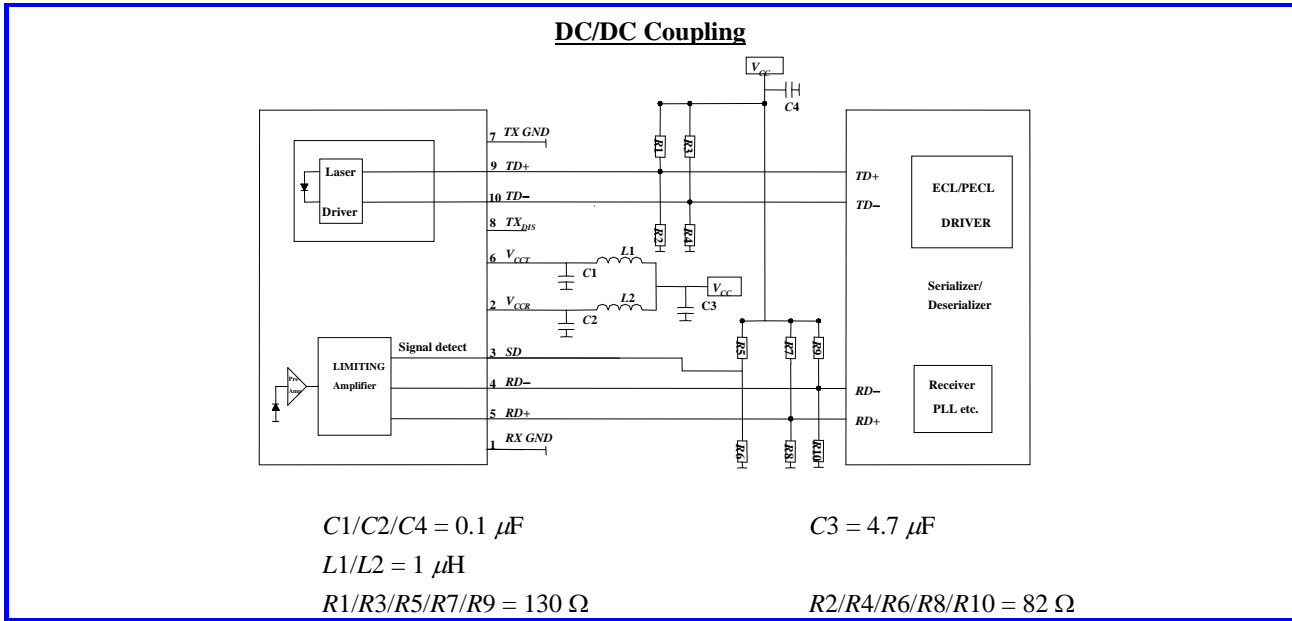 DC/DC Coupling
VCC
C4
7 TX GND
R1
R3
9 TD+
TD+
Laser
Driver
ECL/PECL
DRIVER
10 TD−
TD−
8 TXDIS
R2
R4
6 VCCT
L1
C1
VCC
C3
2 VCCR
L2
C2
Serializer/
Deserializer
R5
R7
R9
Signal detect
3 SD
LIMITING
Amplifier
Pre
Amp
4 RD−
RD−
5 RD+
RD+
Receiver
PLL etc.
1 RX GND
R6
R8
R10
C1/C2/C4 = 0.1 μF
C3 = 4.7 μF
L1/L2 = 1 μH
R1/R3/R5/R7/R9 = 130 Ω
R2/R4/R6/R8/R10 = 82 Ω